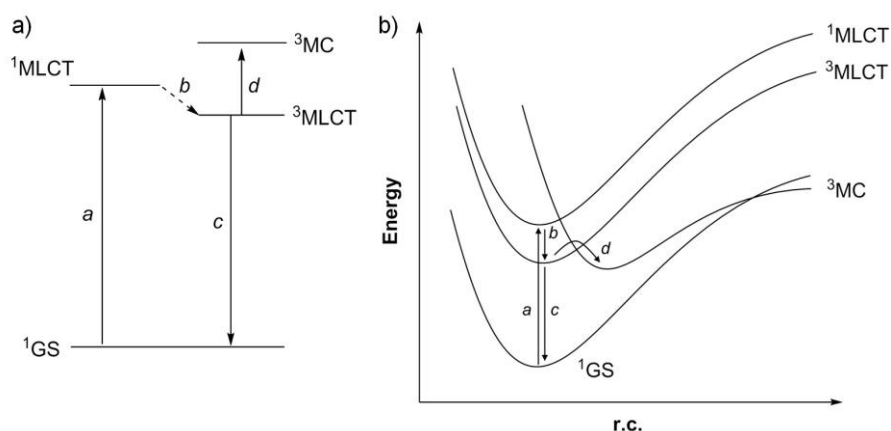 a)
³MC
¹MLCT
b
d
³MLCT
a
c
¹GS
b)
¹MLCT
³MLCT
³MC
Energy
b
d
a
c
¹GS
r.c.